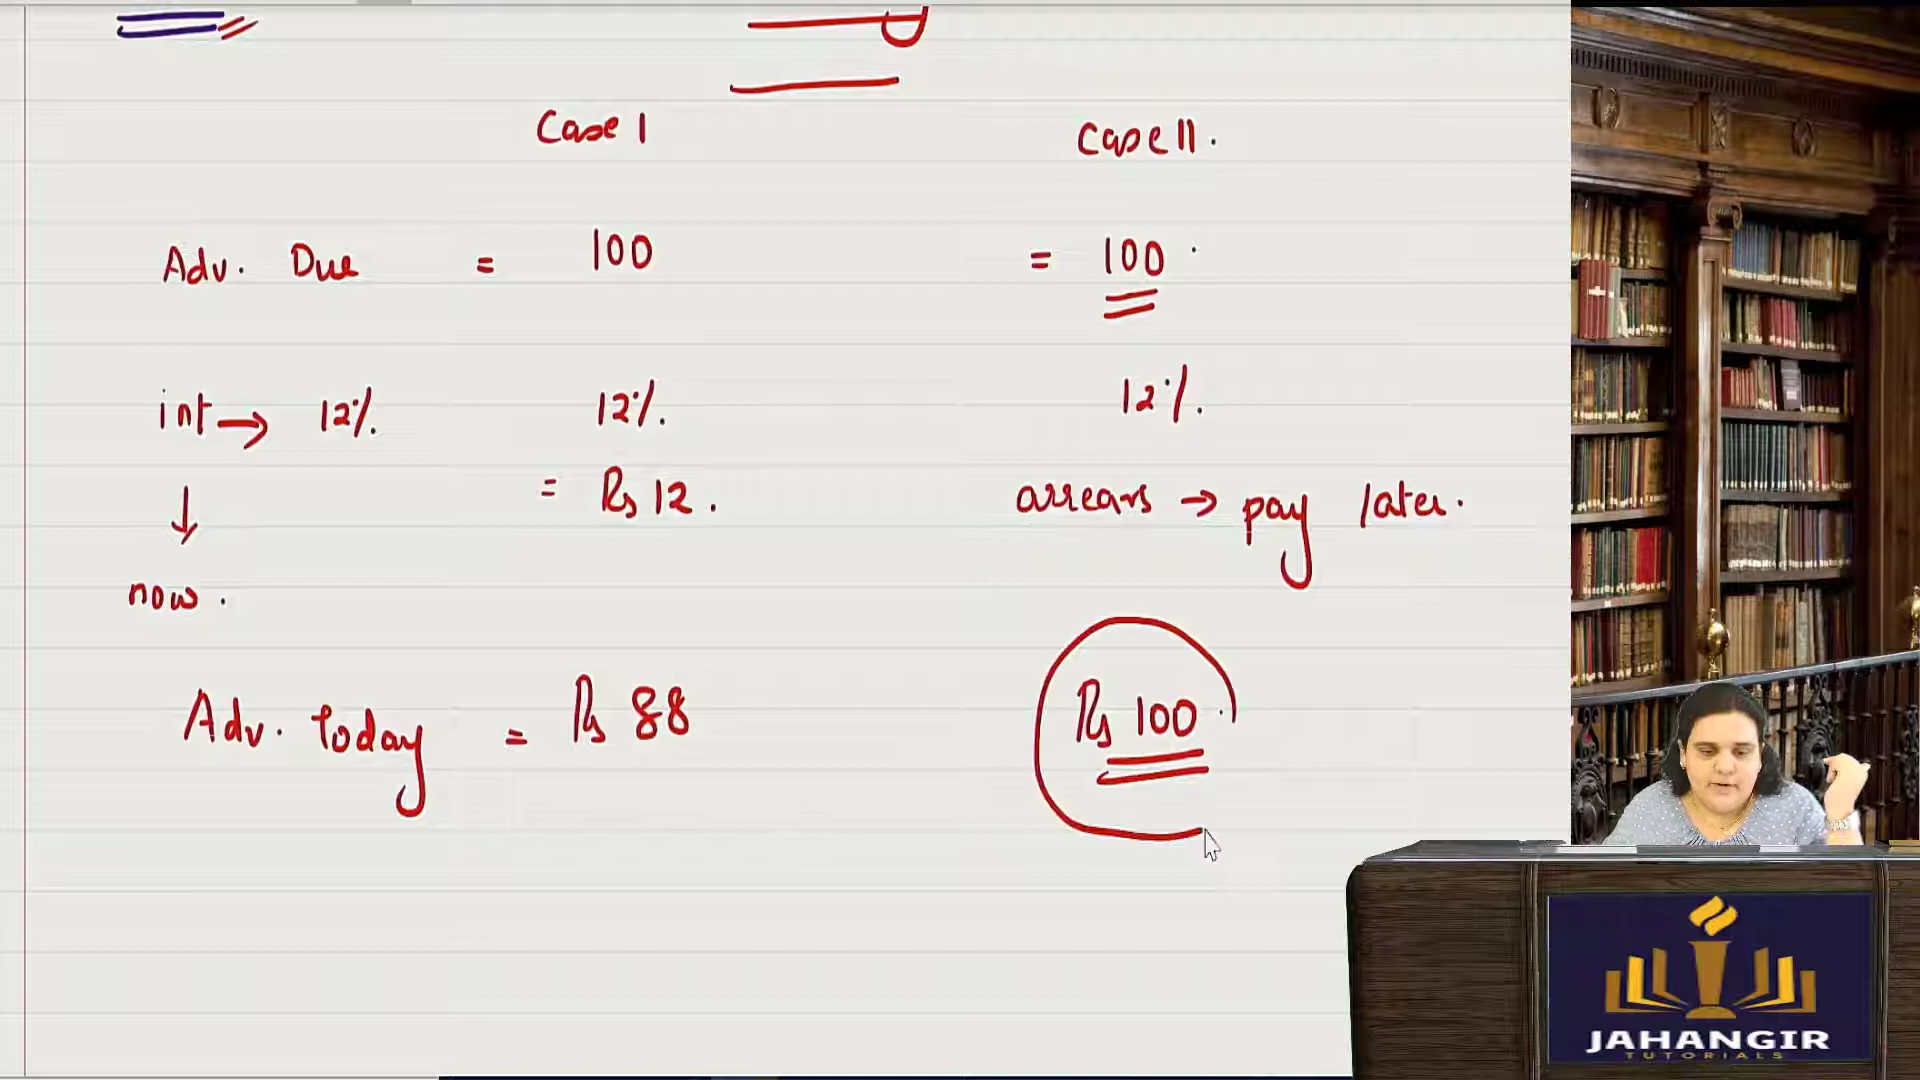 Case I Case II.
Adv. Due = 100 = 100.
int → 12% 12% 12%.
= Rs 12. arrears → pay later.
now.
Adv. Today = Rs 88 Rs 100.
JAHANGIR
TUTORIALS